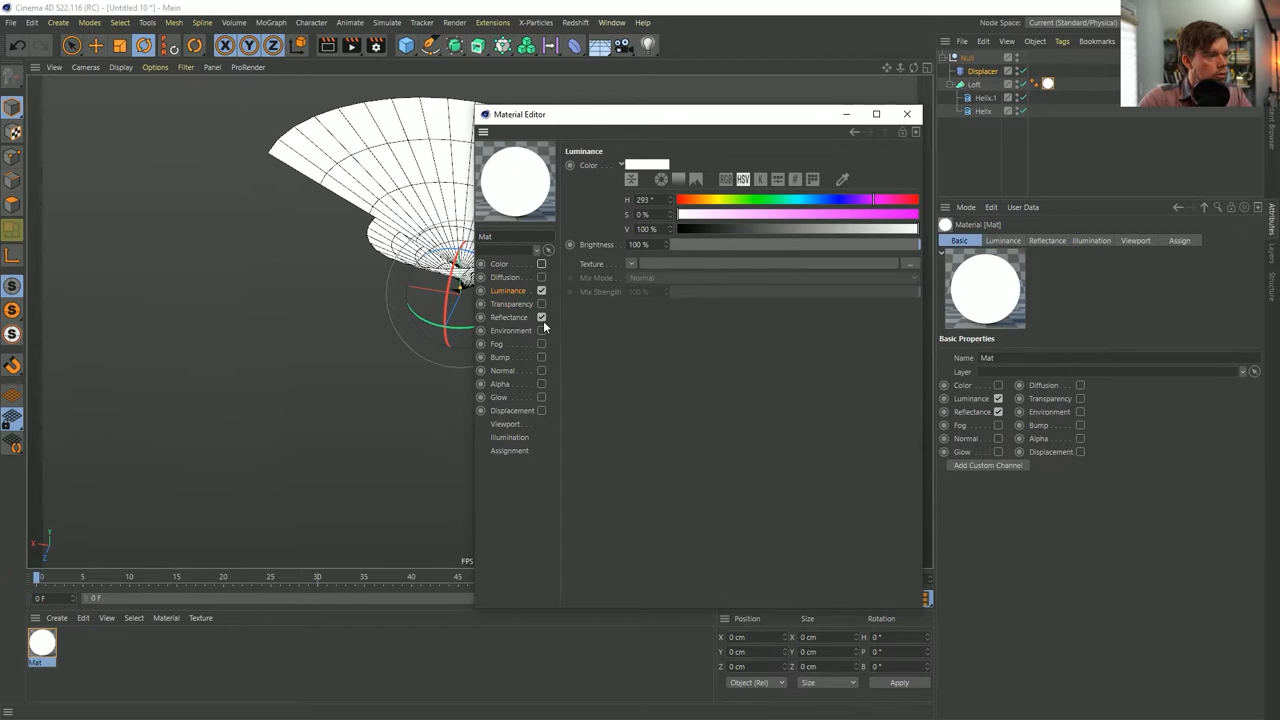 Cinema 4D S22.116 (RC) - [Untitled 10 *] - Main
File Edit Create Modes Select Tools Mesh Spline Volume MoGraph Character Animate Simulate Tracker Render Extensions X-Particles Redshift Window Help
Node Space: Current (Standard/Physical)
File Edit View Object Tags Bookmarks
Null
Displacer
Loft
Helix.1
Helix
View Cameras Display Options Filter Panel ProRender
Material Editor
Mat
Color
Diffusion
Luminance
Transparency
Reflectance
Environment
Fog
Bump
Normal
Alpha
Glow
Displacement
Viewport
Illumination
Assignment
Luminance
Color
RGB HSV K #
H 293 °
S 0 %
V 100 %
Brightness 100 %
Texture
Mix Mode Normal
Mix Strength 100 %
Mode Edit User Data
Material [Mat]
Basic Luminance Reflectance Illumination Viewport Assign
Basic Properties
Name Mat
Layer
Color Diffusion
Luminance Transparency
Reflectance Environment
Fog Bump
Normal Alpha
Glow Displacement
Add Custom Channel
Content Browser
Attributes
Layers
Structure
X Y Z
Y
X
Z
FPS
0 5 10 15 20 25 30 35 40 45
0 F 0 F
Create Edit View Select Material Texture
Mat
Position Size Rotation
X 0 cm X 0 cm H 0 °
Y 0 cm Y 0 cm P 0 °
Z 0 cm Z 0 cm B 0 °
Object (Rel) Size Apply